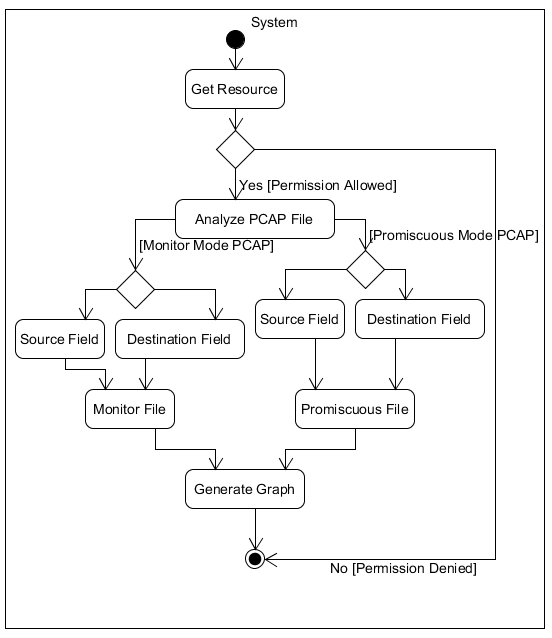 System
Get Resource
Yes [Permission Allowed]
Analyze PCAP File
[Monitor Mode PCAP]
[Promiscuous Mode PCAP]
Source Field
Destination Field
Source Field
Destination Field
Monitor File
Promiscuous File
Generate Graph
No [Permission Denied]